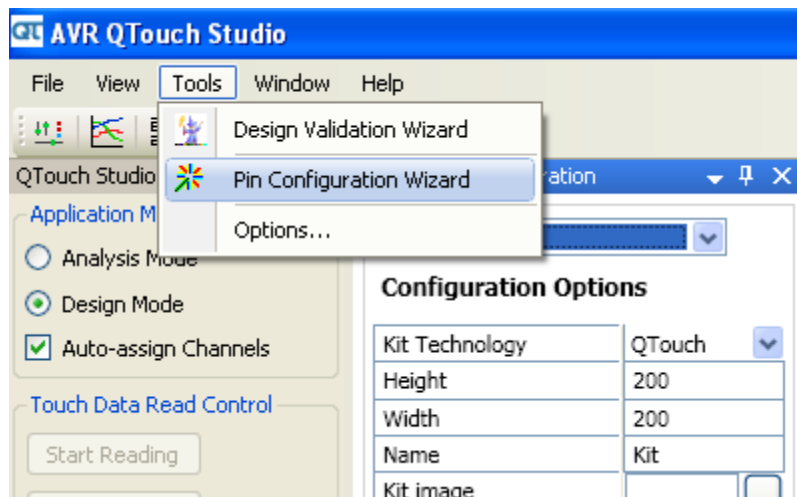 QT AVR QTouch Studio
File View Tools Window Help
Design Validation Wizard
QTouch Studio Pin Configuration Wizard ration
Application M
Options...
Analysis Mode
Design Mode
Configuration Options
Auto-assign Channels
Kit Technology QTouch
Height 200
Touch Data Read Control
Width 200
Start Reading
Name Kit
Kit image